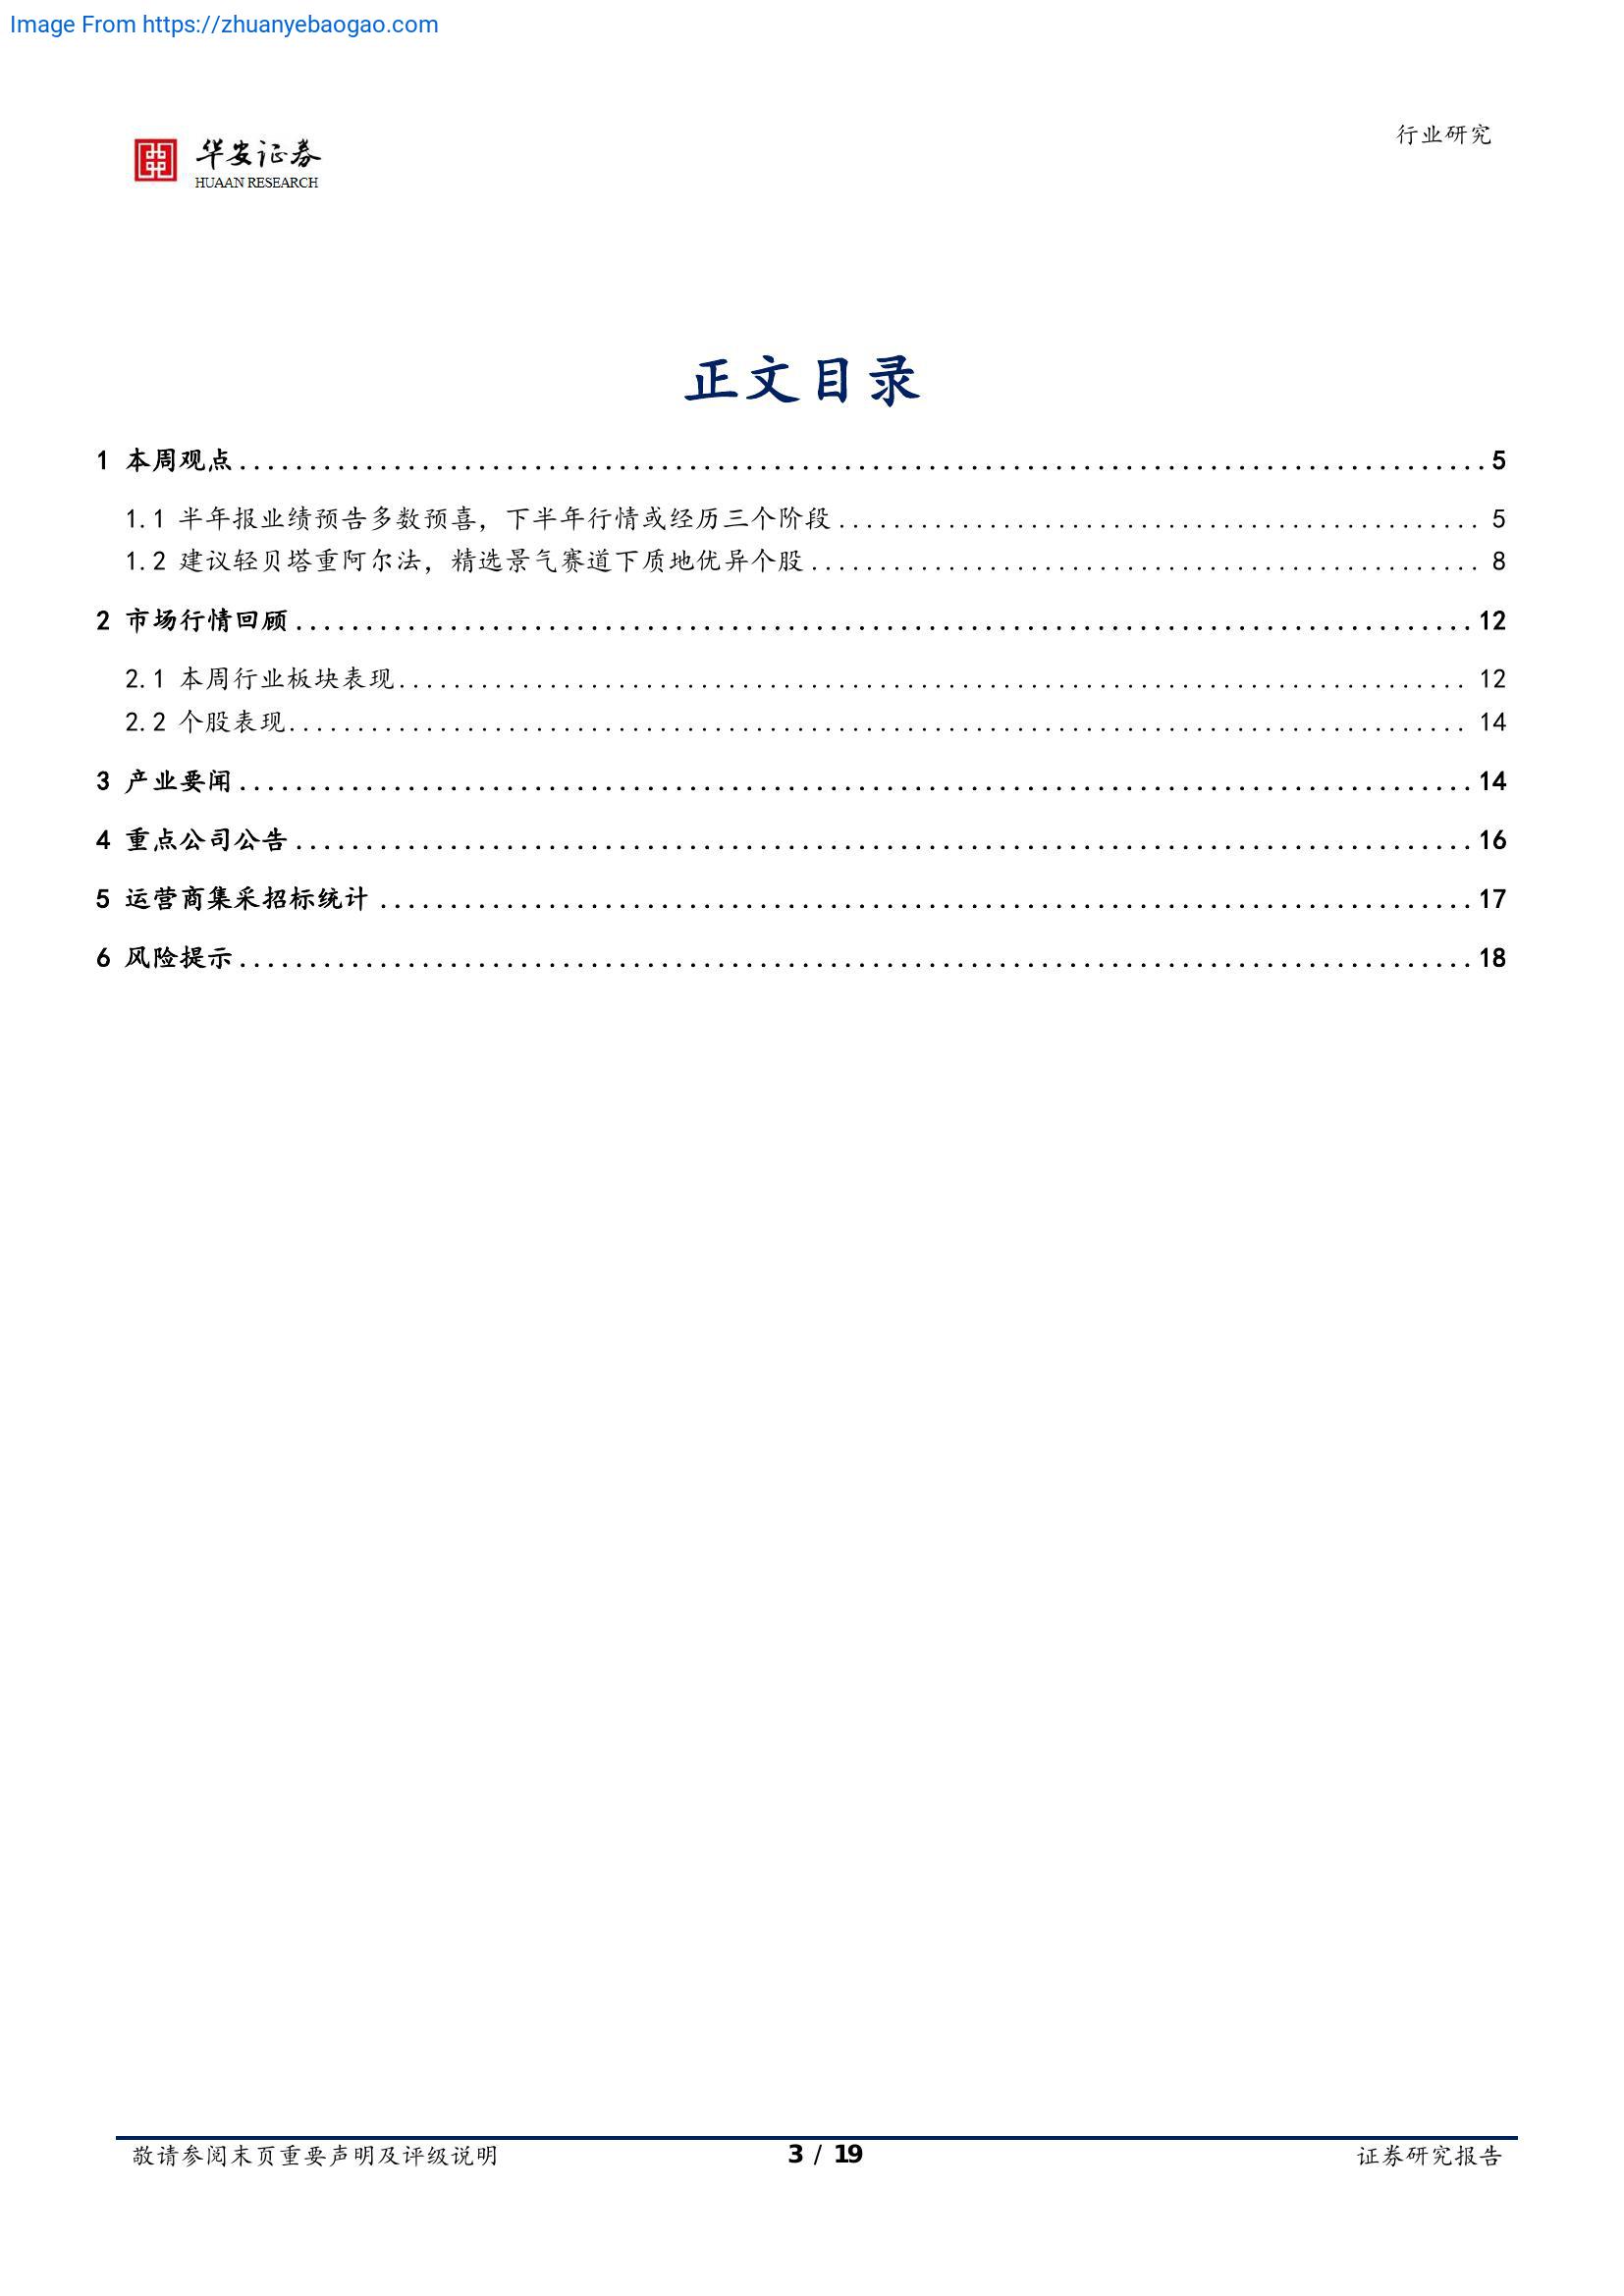 Image From https://zhuanyebaogao.com
行业研究
华安证券
HUAAN RESEARCH
正文目录
1 本周观点.......................................................................................... 5
1.1 半年报业绩预告多数预喜，下半年行情或经历三个阶段............................................... 5
1.2 建议轻贝塔重阿尔法，精选景气赛道下质地优异个股................................................. 8
2 市场行情回顾..................................................................................... 12
2.1 本周行业板块表现.............................................................................. 12
2.2 个股表现...................................................................................... 14
3 产业要闻......................................................................................... 14
4 重点公司公告..................................................................................... 16
5 运营商集采招标统计............................................................................... 17
6 风险提示......................................................................................... 18
敬请参阅末页重要声明及评级说明 3 / 19 证券研究报告